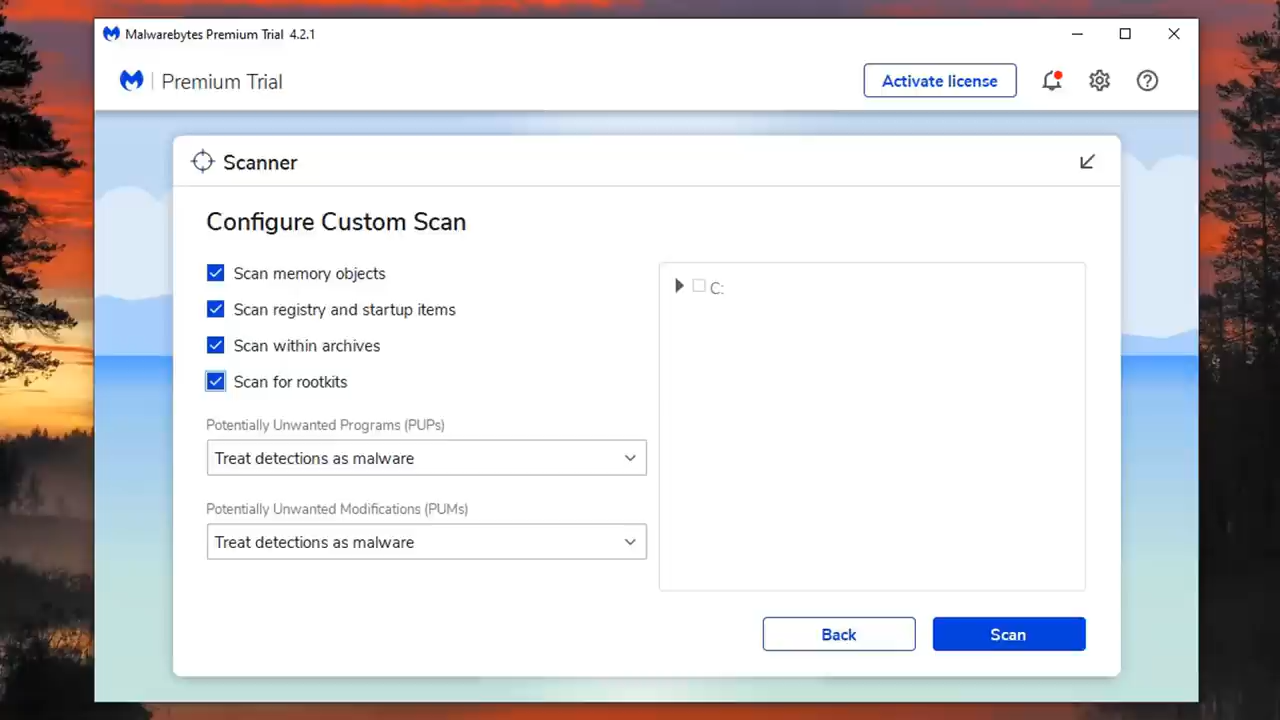 Malwarebytes Premium Trial 4.2.1
Premium Trial
Activate license
Scanner
Configure Custom Scan
Scan memory objects
Scan registry and startup items
Scan within archives
Scan for rootkits
Potentially Unwanted Programs (PUPs)
Treat detections as malware
Potentially Unwanted Modifications (PUMs)
Treat detections as malware
C:
Back
Scan